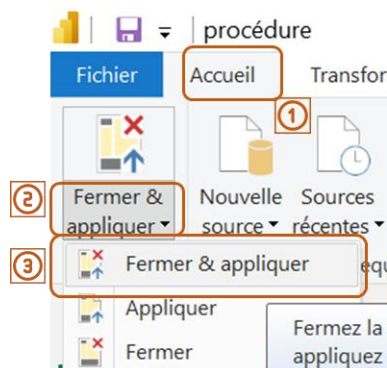 procédure
Fichier Accueil Transfor
1
Fermer & appliquer
Nouvelle source
Sources récentes
2
3
Fermer & appliquer
Appliquer
Fermer
Fermez la
appliquez